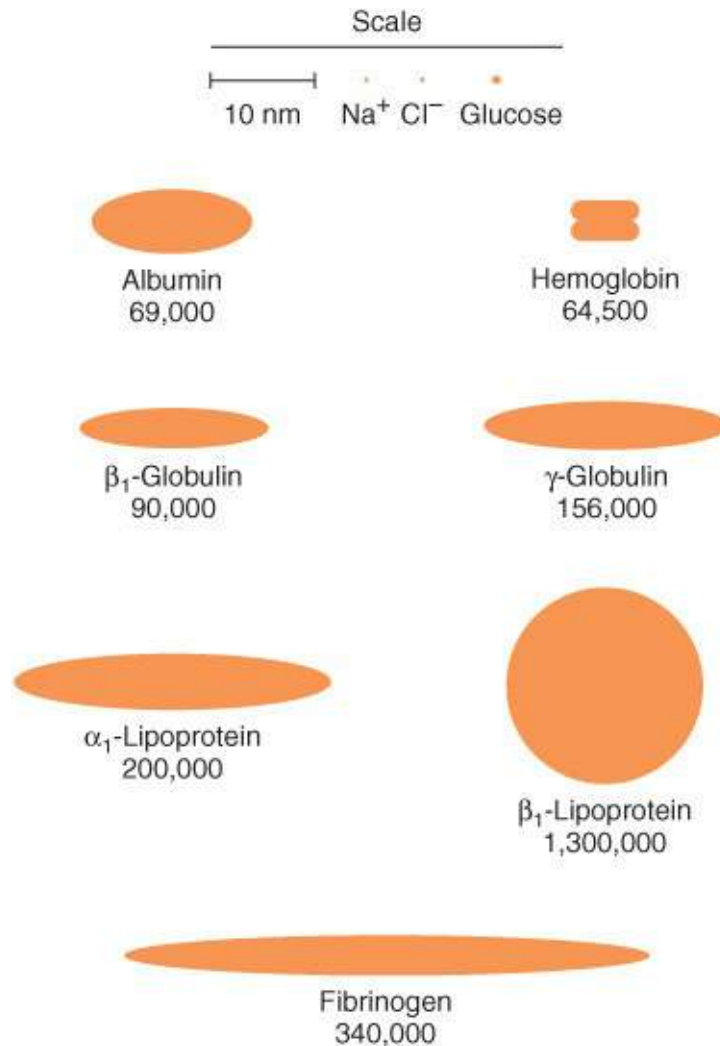 Scale
10 nm Na⁺ Cl⁻ Glucose
Albumin
69,000
Hemoglobin
64,500
β₁-Globulin
90,000
γ-Globulin
156,000
α₁-Lipoprotein
200,000
β₁-Lipoprotein
1,300,000
Fibrinogen
340,000